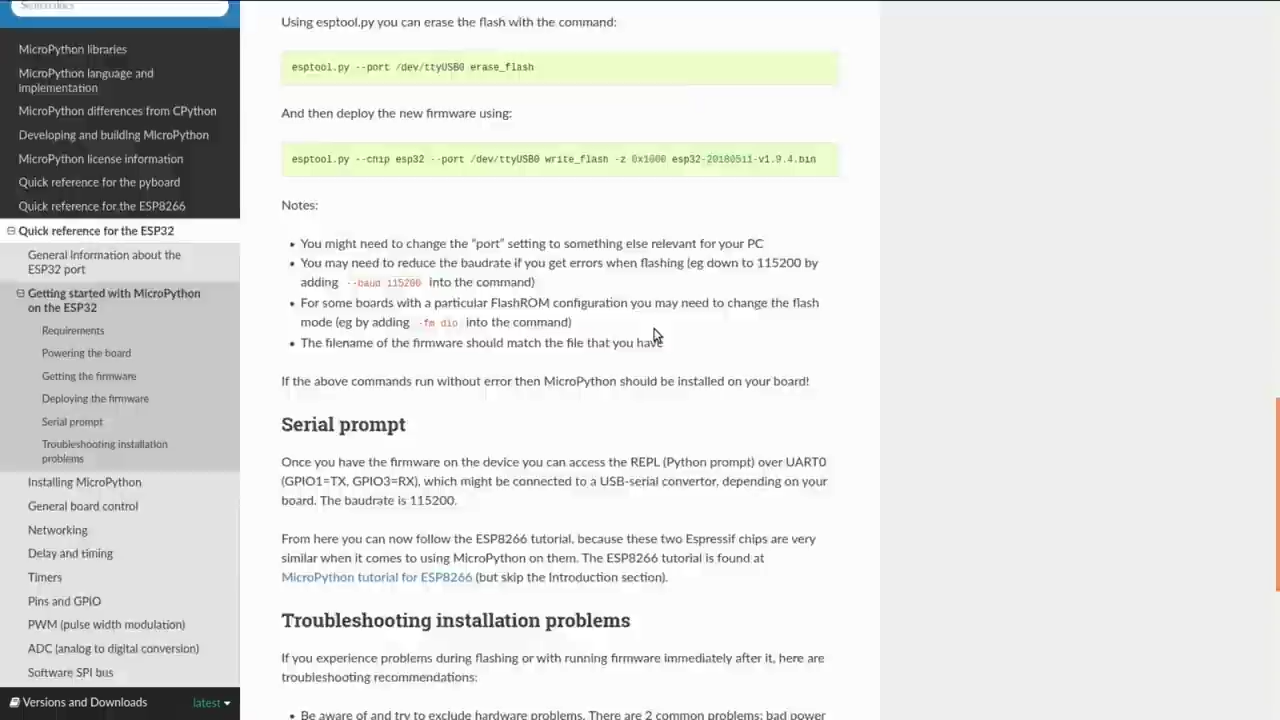 Search docs
MicroPython libraries
MicroPython language and
implementation
MicroPython differences from CPython
Developing and building MicroPython
MicroPython license information
Quick reference for the pyboard
Quick reference for the ESP8266
Quick reference for the ESP32
General information about the
ESP32 port
Getting started with MicroPython
on the ESP32
Requirements
Powering the board
Getting the firmware
Deploying the firmware
Serial prompt
Troubleshooting installation
problems
Installing MicroPython
General board control
Networking
Delay and timing
Timers
Pins and GPIO
PWM (pulse width modulation)
ADC (analog to digital conversion)
Software SPI bus
Versions and Downloads latest
Using esptool.py you can erase the flash with the command:
esptool.py --port /dev/ttyUSB0 erase_flash
And then deploy the new firmware using:
esptool.py --chip esp32 --port /dev/ttyUSB0 write_flash -z 0x1000 esp32-20180511-v1.9.4.bin
Notes:
• You might need to change the “port” setting to something else relevant for your PC
• You may need to reduce the baudrate if you get errors when flashing (eg down to 115200 by
adding --baud 115200 into the command)
• For some boards with a particular FlashROM configuration you may need to change the flash
mode (eg by adding -fm dio into the command)
• The filename of the firmware should match the file that you have
If the above commands run without error then MicroPython should be installed on your board!
Serial prompt
Once you have the firmware on the device you can access the REPL (Python prompt) over UART0
(GPIO1=TX, GPIO3=RX), which might be connected to a USB-serial convertor, depending on your
board. The baudrate is 115200.
From here you can now follow the ESP8266 tutorial, because these two Espressif chips are very
similar when it comes to using MicroPython on them. The ESP8266 tutorial is found at
MicroPython tutorial for ESP8266 (but skip the Introduction section).
Troubleshooting installation problems
If you experience problems during flashing or with running firmware immediately after it, here are
troubleshooting recommendations:
• Be aware of and try to exclude hardware problems. There are 2 common problems: bad power